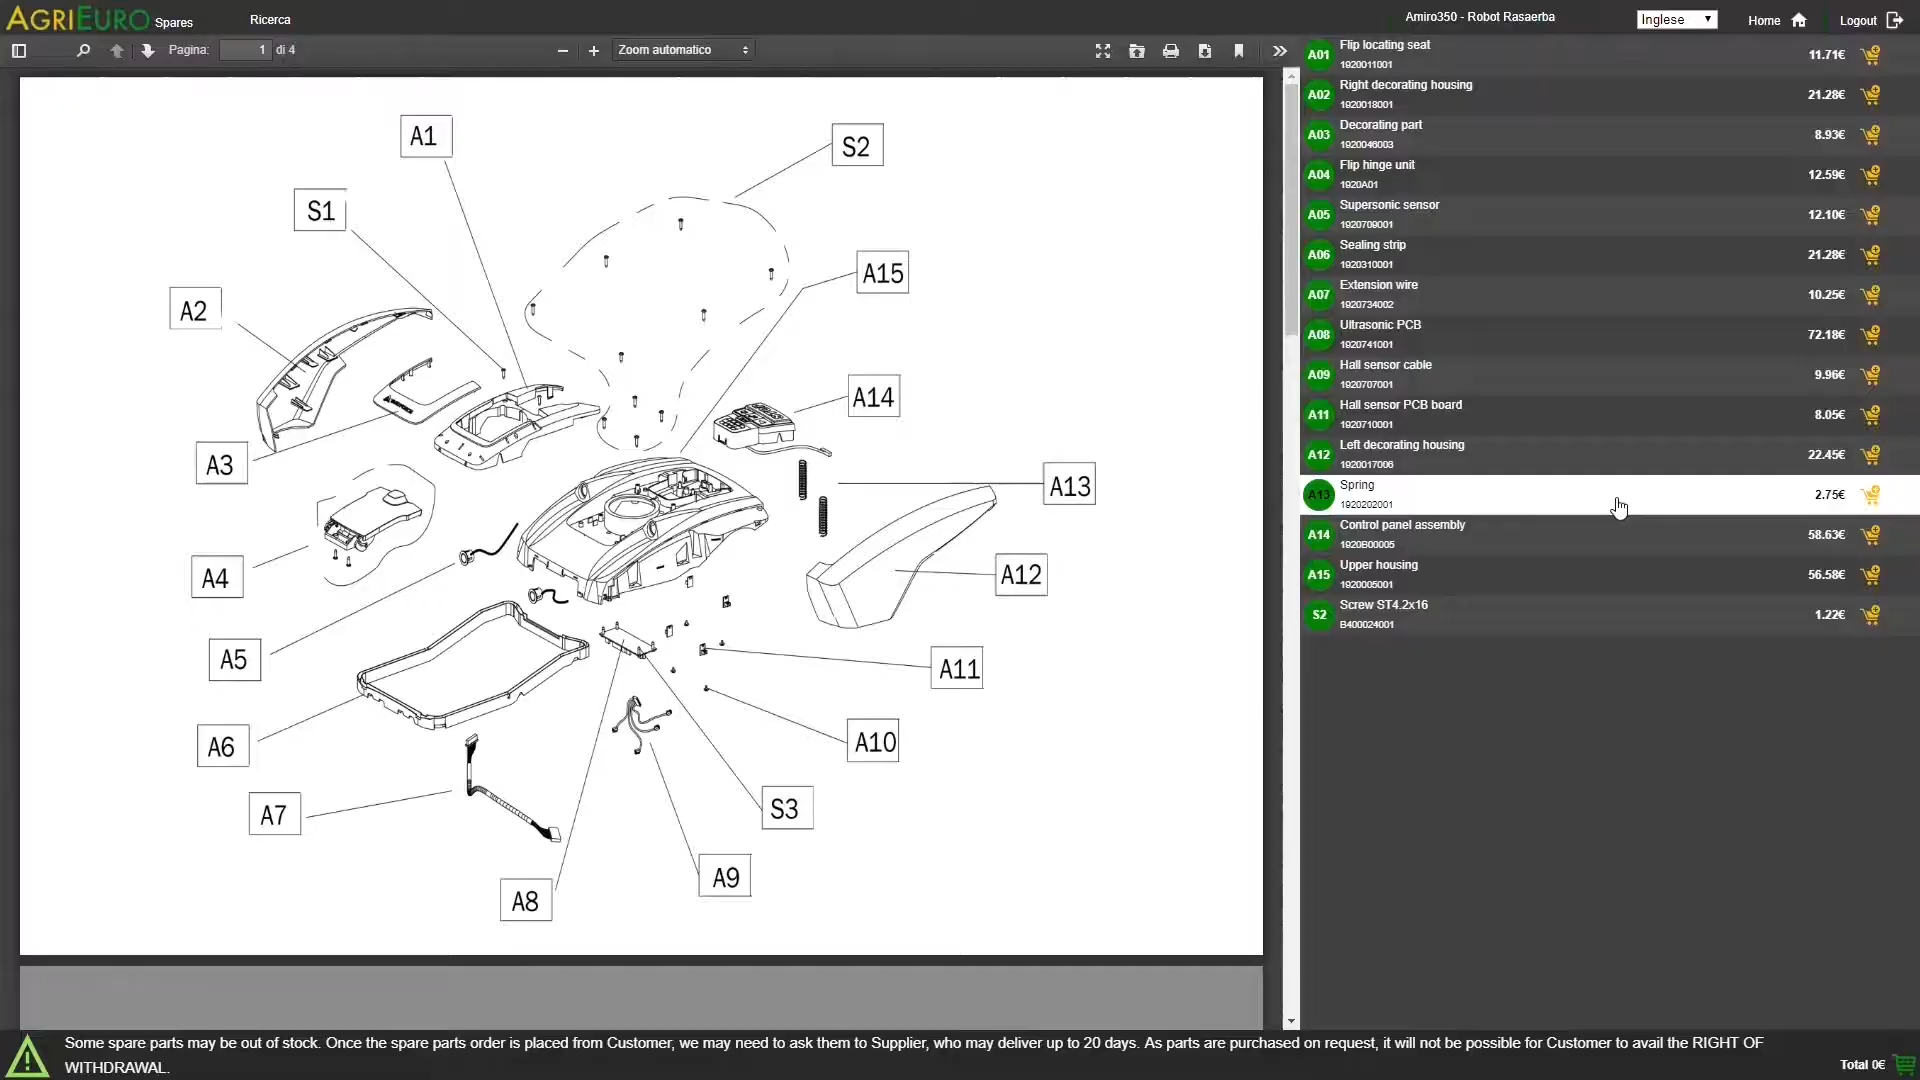 AGRIEURO Spares
Ricerca
Amiro350 - Robot Rasaerba
Inglese
Home
Logout
Pagina:
1
di 4
Zoom automatico
A1
S2
S1
A15
A2
A14
A3
A13
A4
A12
A5
A11
A6
A10
A7
S3
A9
A8
A01
Flip locating seat
1920011001
11.71€
A02
Right decorating housing
1920018001
21.28€
A03
Decorating part
1920046003
8.93€
A04
Flip hinge unit
1920A01
12.59€
A05
Supersonic sensor
1920709001
12.10€
A06
Sealing strip
1920310001
21.28€
A07
Extension wire
1920734002
10.25€
A08
Ultrasonic PCB
1920741001
72.18€
A09
Hall sensor cable
1920707001
9.96€
A11
Hall sensor PCB board
1920710001
8.05€
A12
Left decorating housing
1920017006
22.45€
A13
Spring
1920202001
2.75€
A14
Control panel assembly
1920B00005
58.63€
A15
Upper housing
1920005001
56.58€
S2
Screw ST4.2x16
B400024001
1.22€
Some spare parts may be out of stock. Once the spare parts order is placed from Customer, we may need to ask them to Supplier, who may deliver up to 20 days. As parts are purchased on request, it will not be possible for Customer to avail the RIGHT OF
WITHDRAWAL.
Total 0€